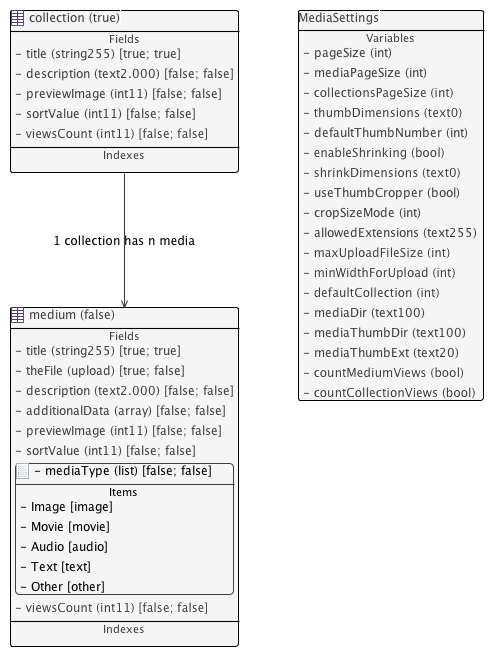 collection (true)
Fields
- title (string255) [true; true]
- description (text2.000) [false; false]
- previewImage (int11) [false; false]
- sortValue (int11) [false; false]
- viewsCount (int11) [false; false]
Indexes
1 collection has n media
medium (false)
Fields
- title (string255) [true; true]
- theFile (upload) [true; false]
- description (text2.000) [false; false]
- additionalData (array) [false; false]
- previewImage (int11) [false; false]
- sortValue (int11) [false; false]
- mediaType (list) [false; false]
Items
- Image [image]
- Movie [movie]
- Audio [audio]
- Text [text]
- Other [other]
- viewsCount (int11) [false; false]
Indexes
MediaSettings
Variables
- pageSize (int)
- mediaPageSize (int)
- collectionsPageSize (int)
- thumbDimensions (text0)
- defaultThumbNumber (int)
- enableShrinking (bool)
- shrinkDimensions (text0)
- useThumbCropper (bool)
- cropSizeMode (int)
- allowedExtensions (text255)
- maxUploadFileSize (int)
- minWidthForUpload (int)
- defaultCollection (int)
- mediaDir (text100)
- mediaThumbDir (text100)
- mediaThumbExt (text20)
- countMediumViews (bool)
- countCollectionViews (bool)